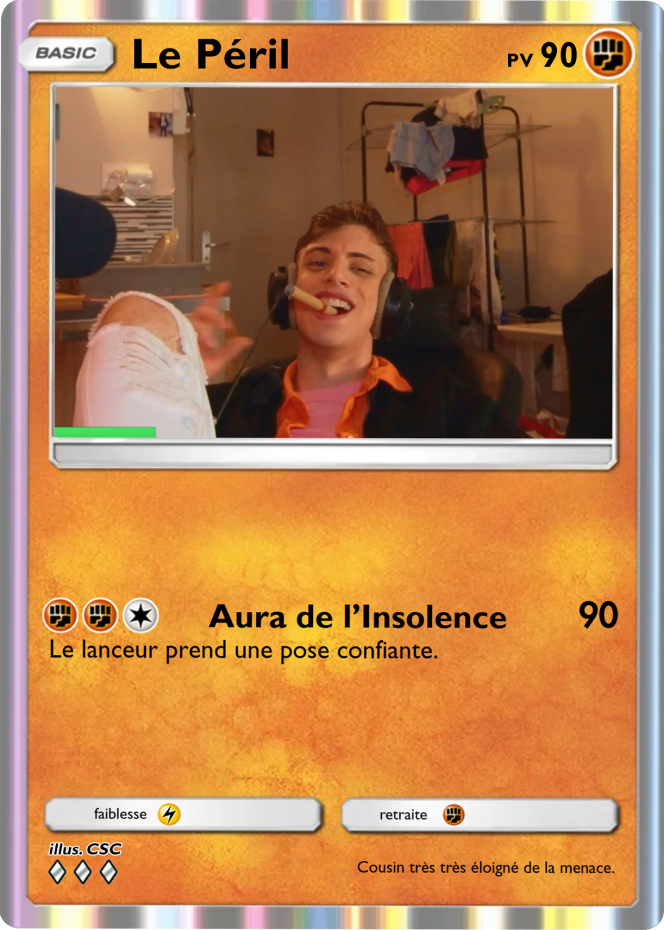 BASIC
Le Péril
PV 90
Aura de l’Insolence 90
Le lanceur prend une pose confiante.
faiblesse
retraite
illus. CSC
Cousin très très éloigné de la menace.